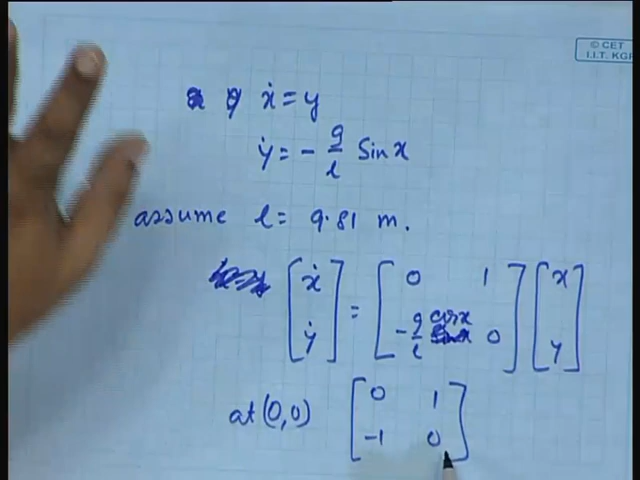 © CET
I.I.T. KGP
ẋ = y
ẏ = - g/l Sin x
assume l = 9.81 m.
[ẋ ẏ] = [0 1 -g/l cos x 0] [x y]
at (0,0) [0 1 -1 0]